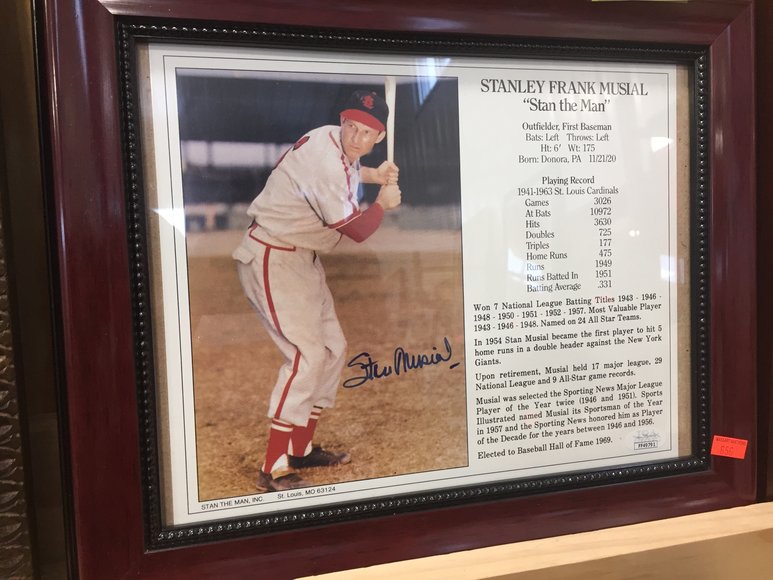 STANLEY FRANK MUSIAL
"Stan the Man"
Outfielder, First Baseman
Bats: Left Throws: Left
Ht: 6' Wt: 175
Born: Donora, PA 11/21/20
Playing Record
1941-1963 St. Louis Cardinals
Games 3026
At Bats 10972
Hits 3630
Doubles 725
Triples 177
Home Runs 475
Runs 1949
Runs Batted In 1951
Batting Average .331
Won 7 National League Batting Titles 1943 - 1946 -
1948 - 1950 - 1951 - 1952 - 1957. Most Valuable Player
1943 - 1946 - 1948. Named on 24 All Star Teams.
In 1954 Stan Musial became the first player to hit 5
home runs in a double header against the New York
Giants.
Upon retirement, Musial held 17 major league, 29
National League and 9 All-Star game records.
Musial was selected the Sporting News Major League
Player of the Year twice (1946 and 1951). Sports
Illustrated named Musial its Sportsman of the Year
in 1957 and the Sporting News honored him as Player
of the Decade for the years between 1946 and 1956.
Elected to Baseball Hall of Fame 1969.
Stan Musial
STAN THE MAN, INC. St. Louis, MO 63124